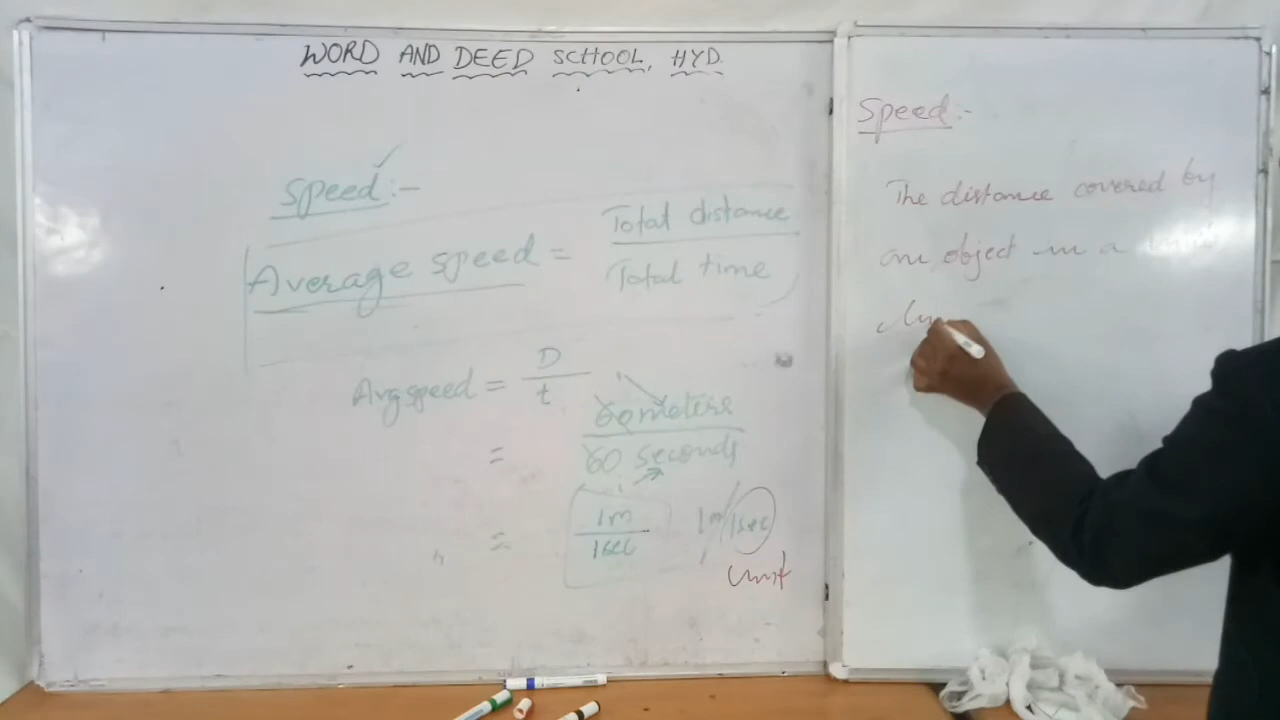 WORD AND DEED SCHOOL, HYD.
Speed:-
Average speed = Total distance
Total time
Avg speed = D
t
= 60 meters
60 seconds
= 1m
1sec
1m/1sec
Unit
Speed:-
The distance covered by
an object in a